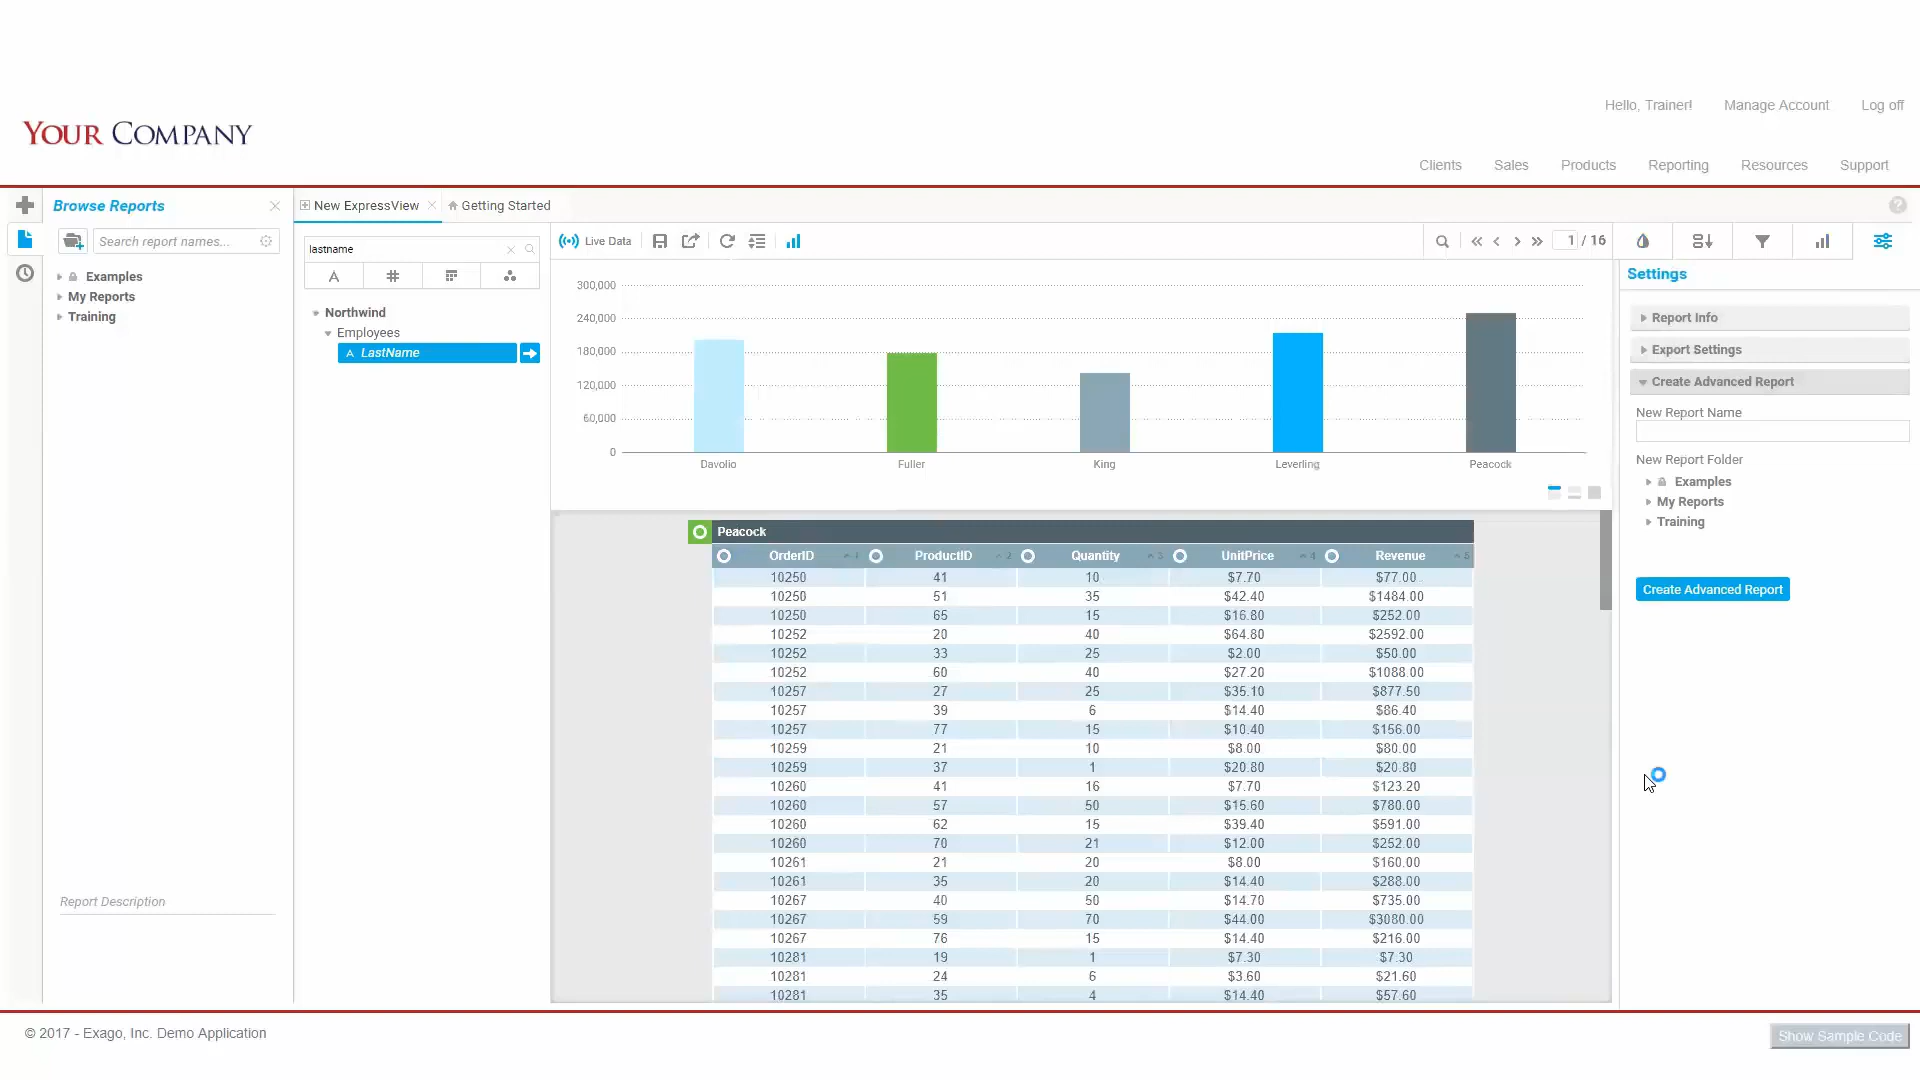 Hello, Trainer! Manage Account Log off
YOUR COMPANY
Clients Sales Products Reporting Resources Support
Browse Reports
New ExpressView
Getting Started
Search report names...
Examples
My Reports
Training
Report Description
lastname
A #
Northwind
Employees
A LastName
Live Data
1 / 16
300,000
240,000
180,000
120,000
60,000
0
Davolio Fuller King Leverling Peacock
Peacock
OrderID 1 ProductID 2 Quantity 3 UnitPrice 4 Revenue 5
10250 41 10 $7.70 $77.00
10250 51 35 $42.40 $1484.00
10250 65 15 $16.80 $252.00
10252 20 40 $64.80 $2592.00
10252 33 25 $2.00 $50.00
10252 60 40 $27.20 $1088.00
10257 27 25 $35.10 $877.50
10257 39 6 $14.40 $86.40
10257 77 15 $10.40 $156.00
10259 21 10 $8.00 $80.00
10259 37 1 $20.80 $20.80
10260 41 16 $7.70 $123.20
10260 57 50 $15.60 $780.00
10260 62 15 $39.40 $591.00
10260 70 21 $12.00 $252.00
10261 21 20 $8.00 $160.00
10261 35 20 $14.40 $288.00
10267 40 50 $14.70 $735.00
10267 59 70 $44.00 $3080.00
10267 76 15 $14.40 $216.00
10281 19 1 $7.30 $7.30
10281 24 6 $3.60 $21.60
10281 35 4 $14.40 $57.60
Settings
Report Info
Export Settings
Create Advanced Report
New Report Name
New Report Folder
Examples
My Reports
Training
Create Advanced Report
© 2017 - Exago, Inc. Demo Application
Show Sample Code